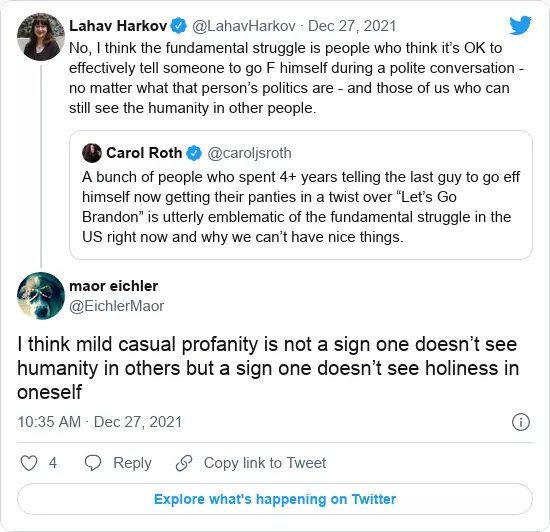 Lahav Harkov @LahavHarkov · Dec 27, 2021
No, I think the fundamental struggle is people who think it’s OK to
effectively tell someone to go F himself during a polite conversation -
no matter what that person’s politics are - and those of us who can
still see the humanity in other people.
Carol Roth @caroljsroth
A bunch of people who spent 4+ years telling the last guy to go eff
himself now getting their panties in a twist over “Let’s Go
Brandon” is utterly emblematic of the fundamental struggle in the
US right now and why we can’t have nice things.
maor eichler
@EichlerMaor
I think mild casual profanity is not a sign one doesn’t see
humanity in others but a sign one doesn’t see holiness in
oneself
10:35 AM · Dec 27, 2021
4 Reply Copy link to Tweet
Explore what's happening on Twitter